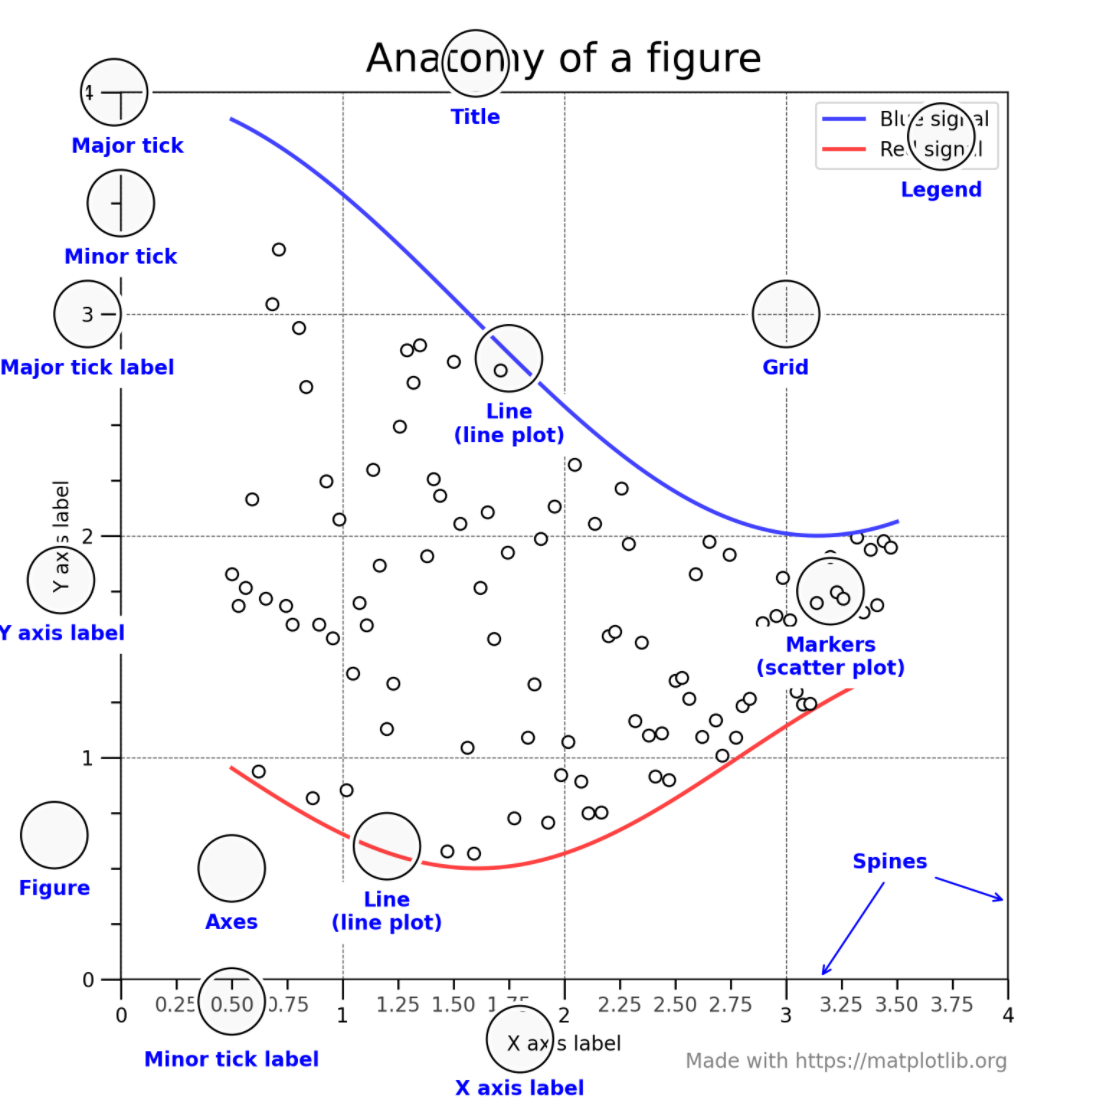 Anatomy of a figure
4
Major tick
Title
Blue signal
Red signal
Legend
Minor tick
3
Major tick label
Grid
Line
(line plot)
Y axis label
2
Y axis label
Markers
(scatter plot)
1
Figure
Axes
Line
(line plot)
Spines
0
0.25 0.50 0.75 1.25 1.50 1.75 2.25 2.50 2.75 3.25 3.50 3.75
0 1 2 3 4
Minor tick label
X axis label
X axis label
Made with https://matplotlib.org